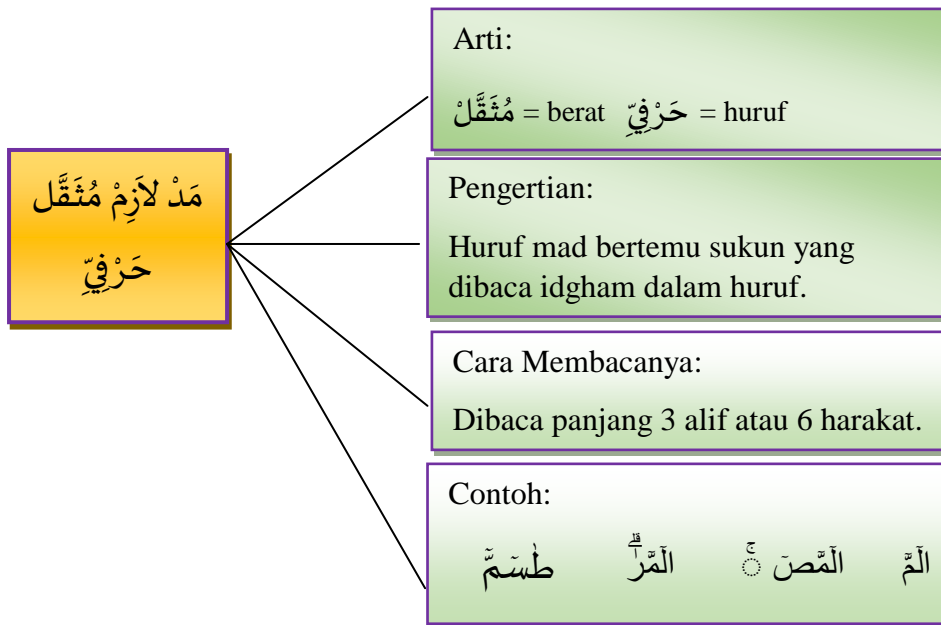 مَدْ لاَزِمْ مُثَقَّل
حَرْفِيِّ
Arti:
مُثَقَّلْ = berat حَرْفِيِّ = huruf
Pengertian:
Huruf mad bertemu sukun yang
dibaca idgham dalam huruf.
Cara Membacanya:
Dibaca panjang 3 alif atau 6 harakat.
Contoh:
الٓمَّ الٓمَّصٓ ۚ الٓمَّرٰۗ طٰسٓمَّٓ